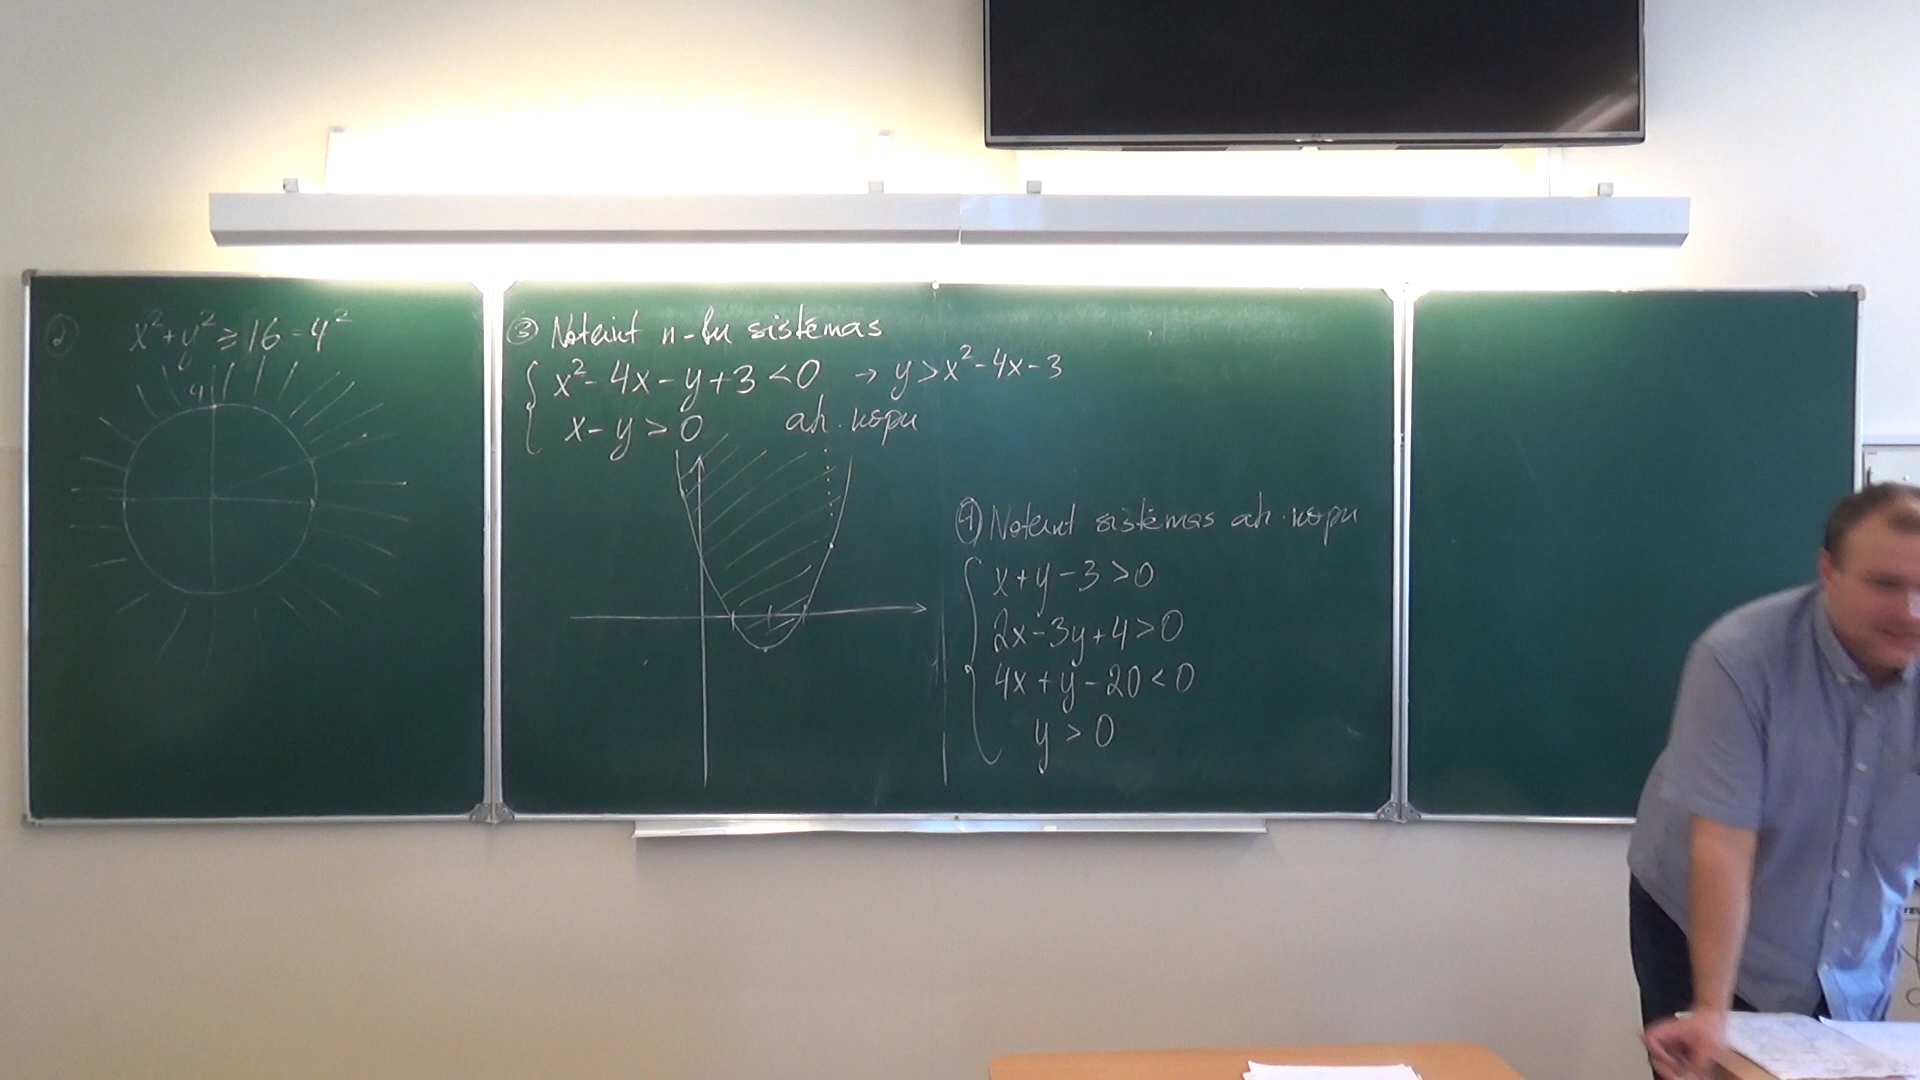 ② x²+y² ≥ 16 = 4²
4
③ Noteikt n-bu sistēmas
x² - 4x - y + 3 < 0 → y > x² - 4x - 3
x - y > 0 atr. kopu
④ Noteikt sistēmas atr. kopu
x + y - 3 > 0
2x - 3y + 4 > 0
4x + y - 20 < 0
y > 0